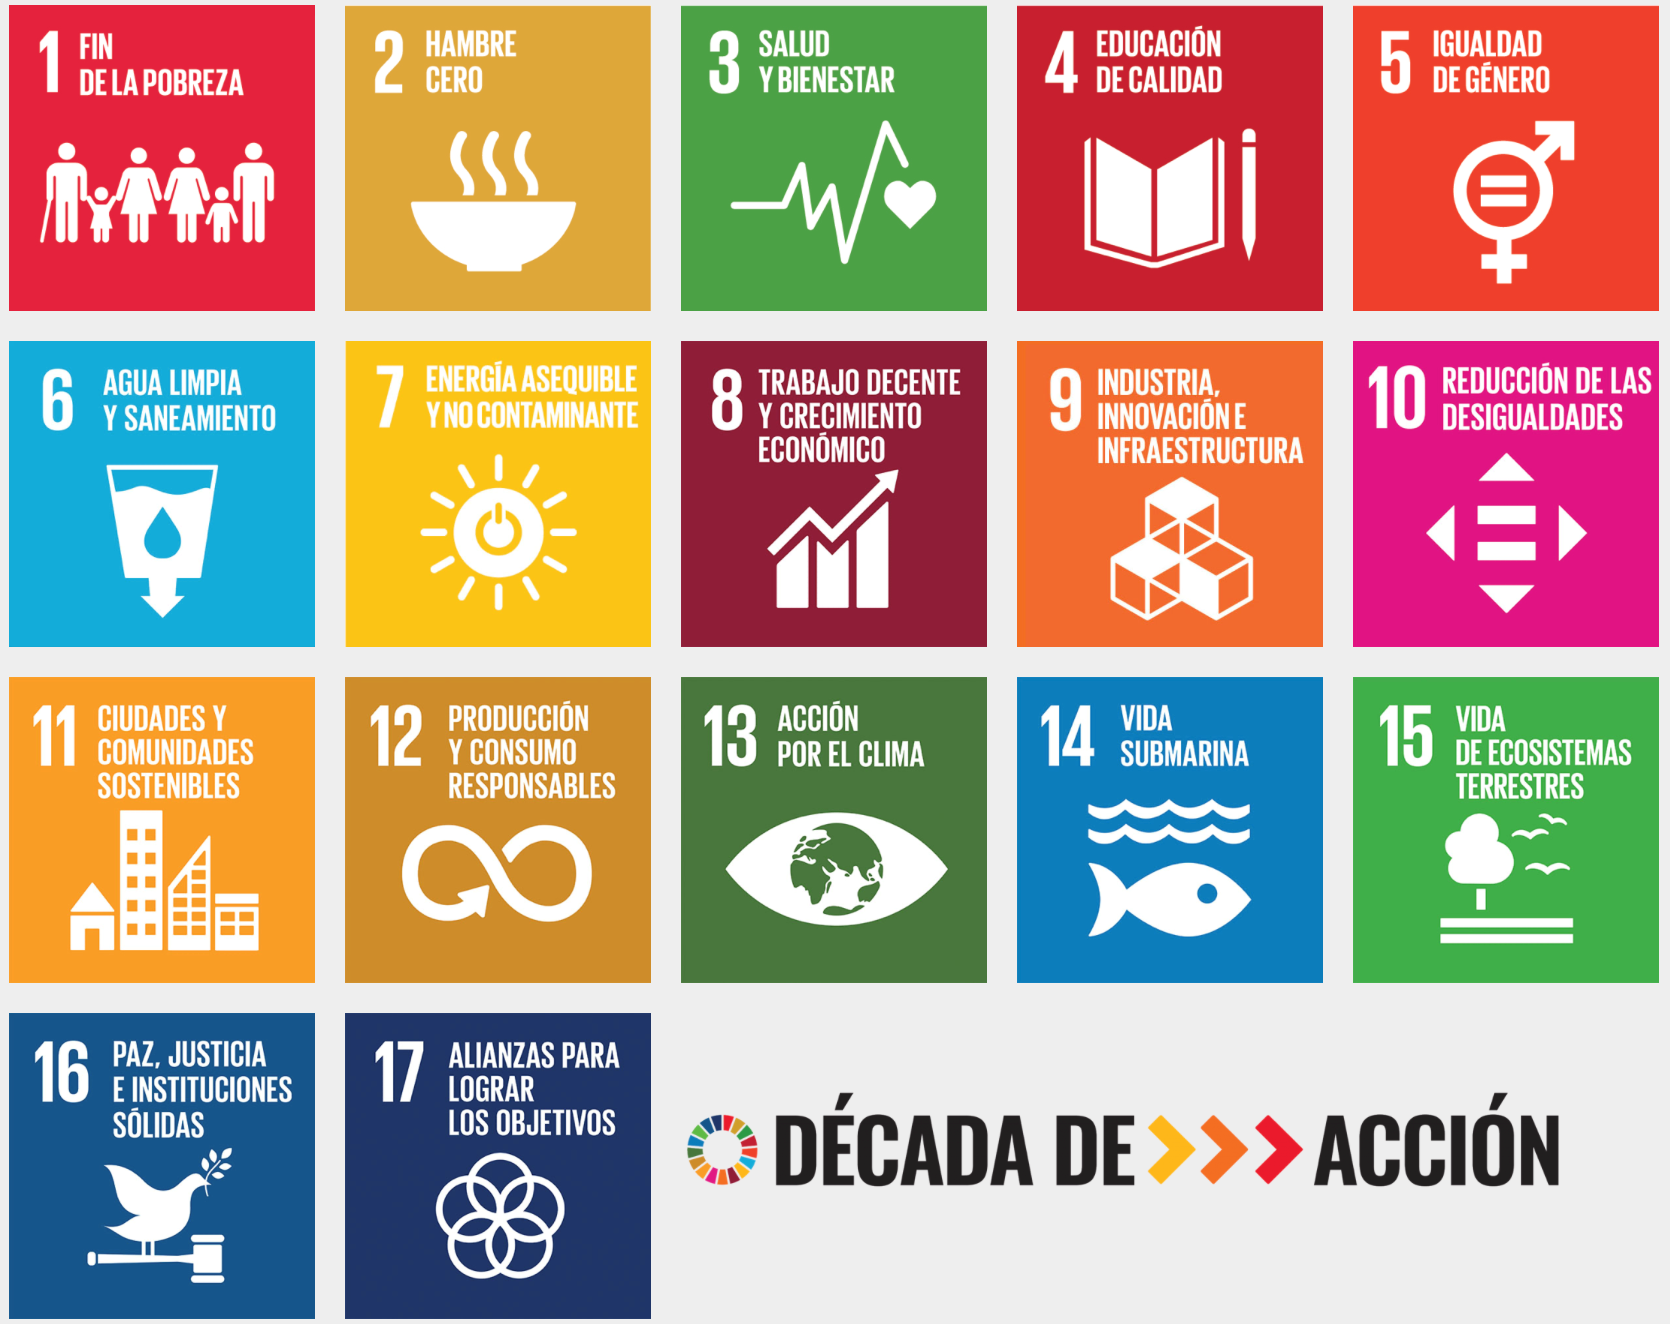 1 FIN
DE LA POBREZA
2 HAMBRE
CERO
3 SALUD
Y BIENESTAR
4 EDUCACIÓN
DE CALIDAD
5 IGUALDAD
DE GÉNERO
6 AGUA LIMPIA
Y SANEAMIENTO
7 ENERGÍA ASEQUIBLE
Y NO CONTAMINANTE
8 TRABAJO DECENTE
Y CRECIMIENTO
ECONÓMICO
9 INDUSTRIA,
INNOVACIÓN E
INFRAESTRUCTURA
10 REDUCCIÓN DE LAS
DESIGUALDADES
11 CIUDADES Y
COMUNIDADES
SOSTENIBLES
12 PRODUCCIÓN
Y CONSUMO
RESPONSABLES
13 ACCIÓN
POR EL CLIMA
14 VIDA
SUBMARINA
15 VIDA
DE ECOSISTEMAS
TERRESTRES
16 PAZ, JUSTICIA
E INSTITUCIONES
SÓLIDAS
17 ALIANZAS PARA
LOGRAR
LOS OBJETIVOS
DÉCADA DE ACCIÓN